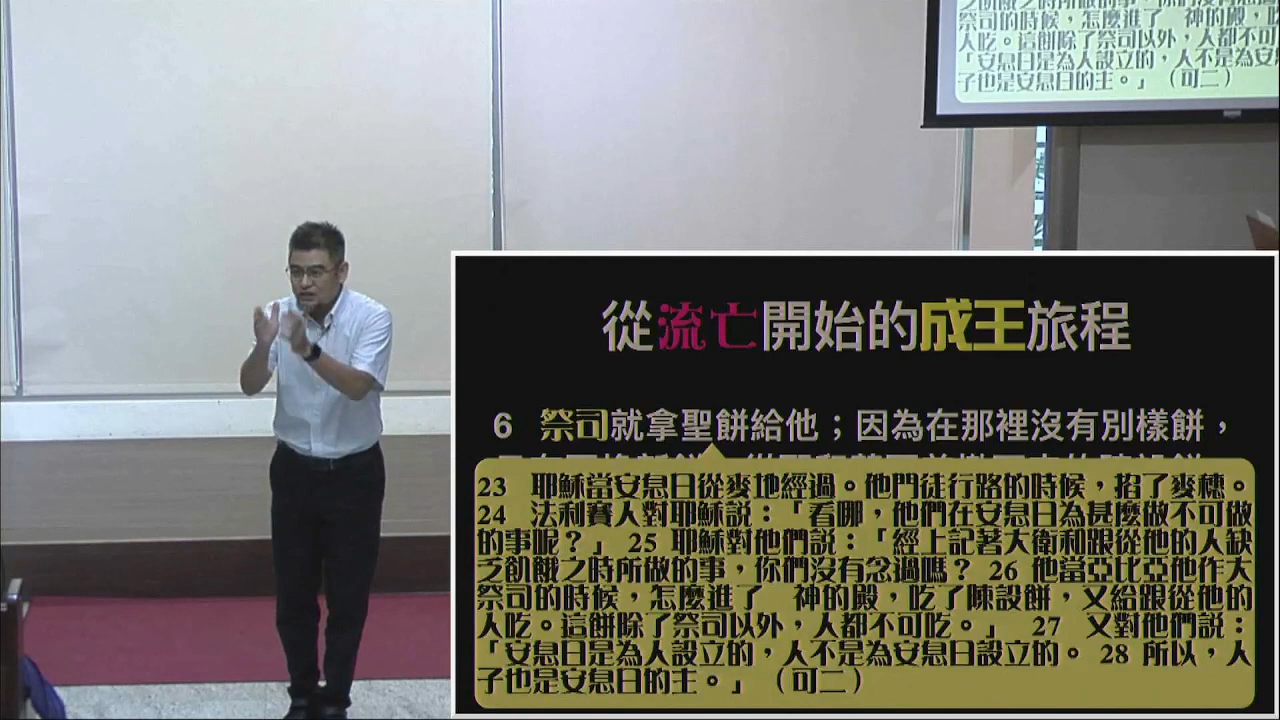 祭司的時候，怎麼進了　神的殿，吃
人吃。這餅除了祭司以外，人都不可
「安息日是為人設立的，人不是為安
子也是安息日的主。」（可二）
從流亡開始的成王旅程
6 祭司就拿聖餅給他；因為在那裡沒有別樣餅，
23 耶穌當安息日從麥地經過。他門徒行路的時候，掐了麥穗。
24 法利賽人對耶穌說：「看哪，他們在安息日為甚麼做不可做
的事呢？」 25 耶穌對他們說：「經上記著大衛和跟從他的人缺
乏飢餓之時所做的事，你們沒有念過嗎？ 26 他當亞比亞他作大
祭司的時候，怎麼進了　神的殿，吃了陳設餅，又給跟從他的
人吃。這餅除了祭司以外，人都不可吃。」 27 又對他們說：
「安息日是為人設立的，人不是為安息日設立的。 28 所以，人
子也是安息日的主。」（可二）